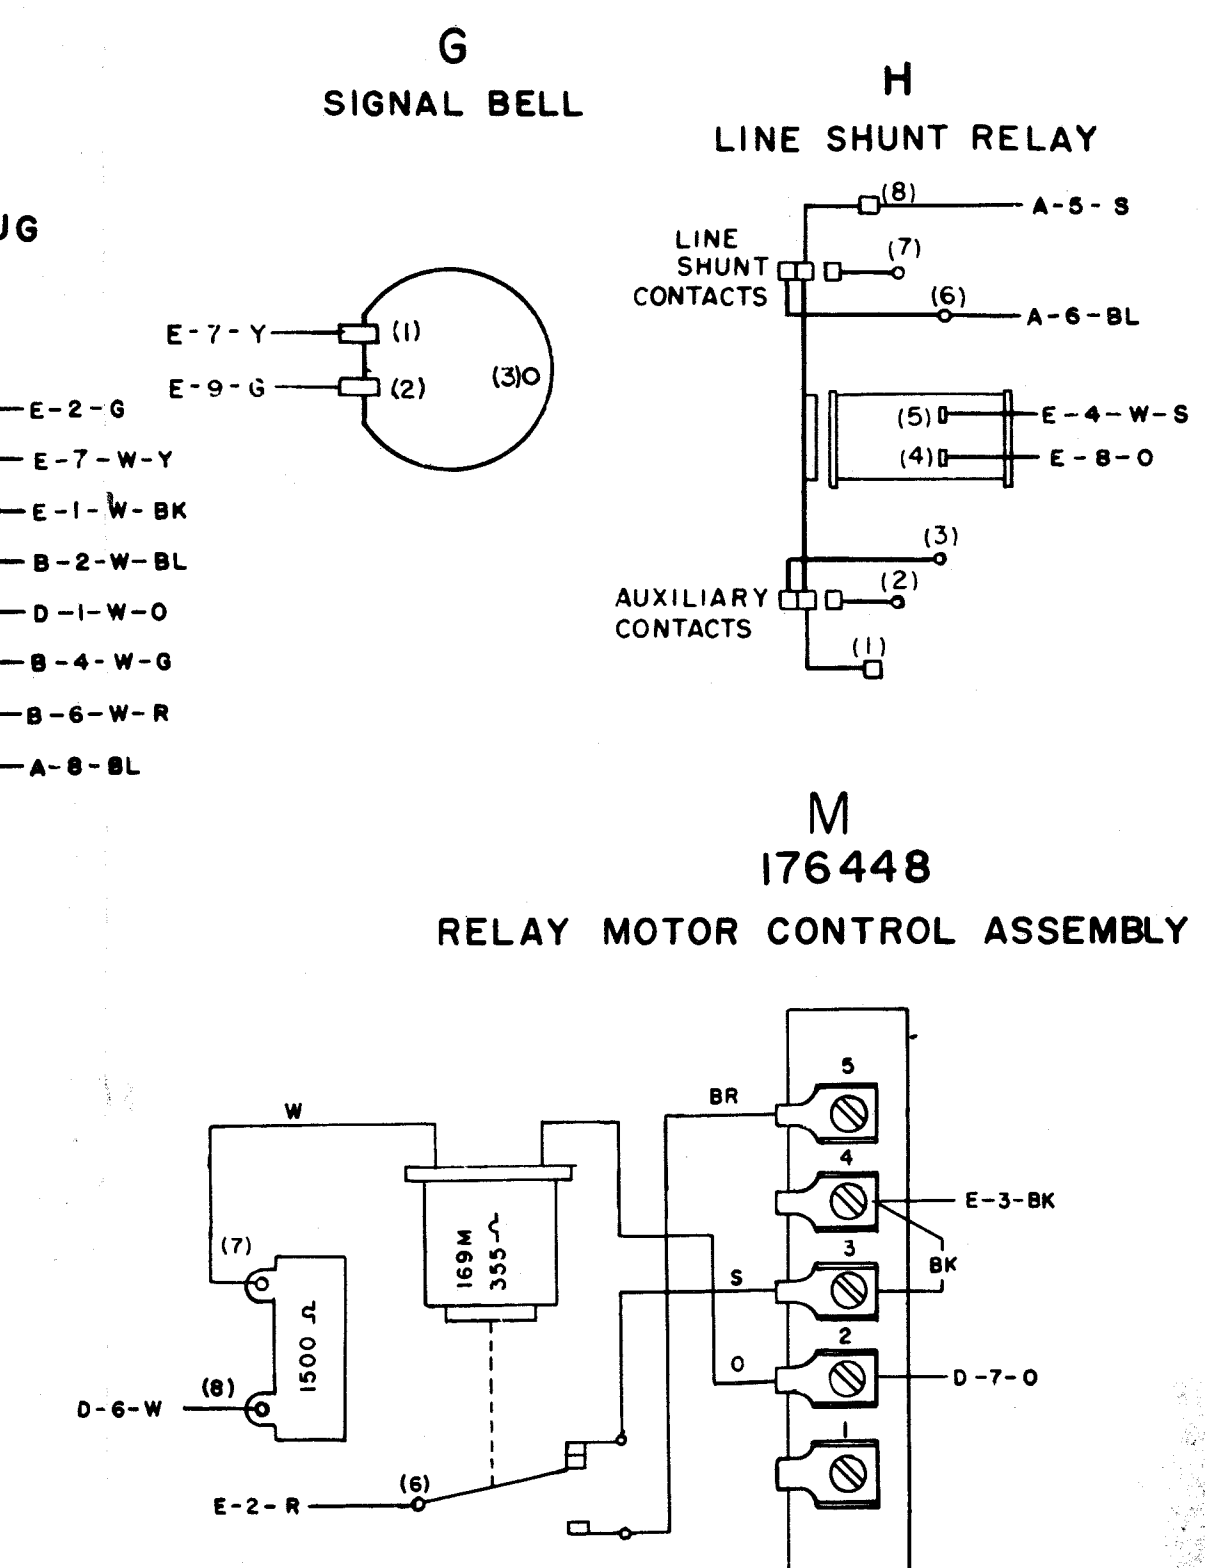 G
SIGNAL BELL
H
LINE SHUNT RELAY
UG
(8)
A-5-S
LINE
SHUNT
CONTACTS
(7)
(6)
A-6-BL
E-7-Y
(1)
E-9-G
(2)
(3)
E-2-G
E-7-W-Y
E-1-W-BK
B-2-W-BL
D-1-W-O
B-4-W-G
B-6-W-R
A-8-BL
(5)
E-4-W-S
(4)
E-8-O
(3)
(2)
AUXILIARY
CONTACTS
(1)
M
176448
RELAY MOTOR CONTROL ASSEMBLY
5
BR
W
4
E-3-BK
169M
355 Ω
(7)
3
BK
S
1500 Ω
2
O
D-7-O
(8)
D-6-W
1
(6)
E-2-R